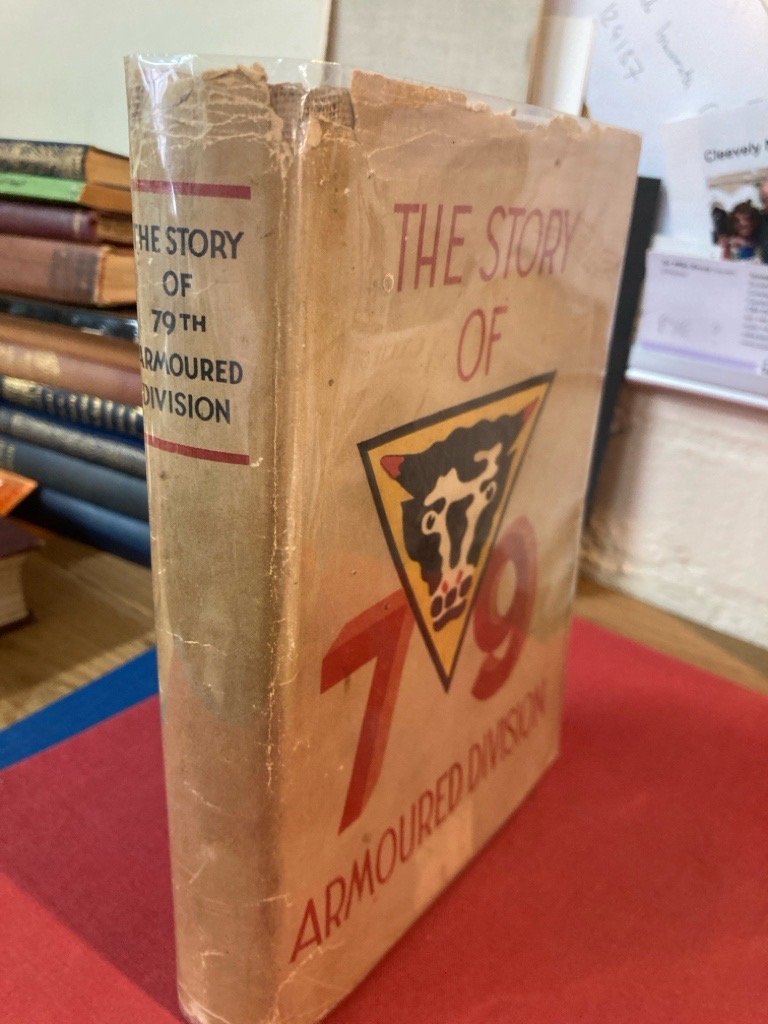 THE STORY
OF
79TH
ARMOURED
DIVISION
THE STORY
OF
79
ARMOURED DIVISION
Cleevely